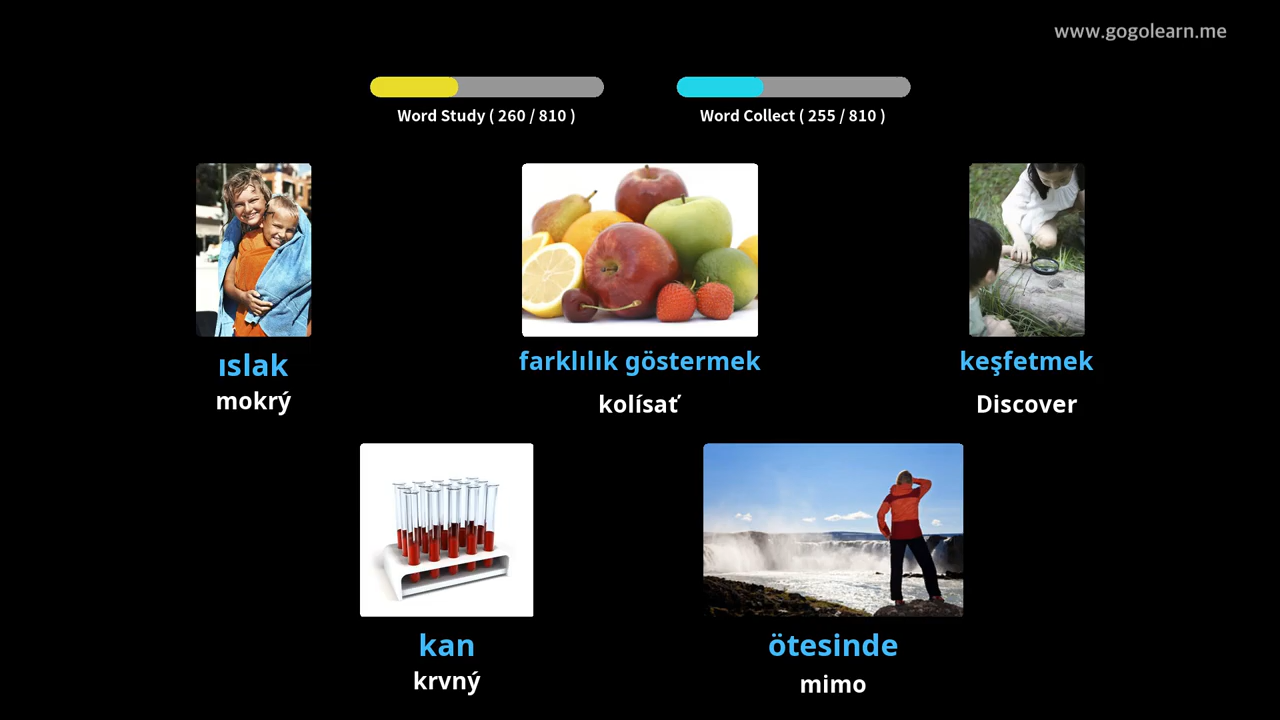 www.gogolearn.me
Word Study ( 260 / 810 )
Word Collect ( 255 / 810 )
ıslak
mokrý
farklılık göstermek
kolísať
keşfetmek
Discover
kan
krvný
ötesinde
mimo